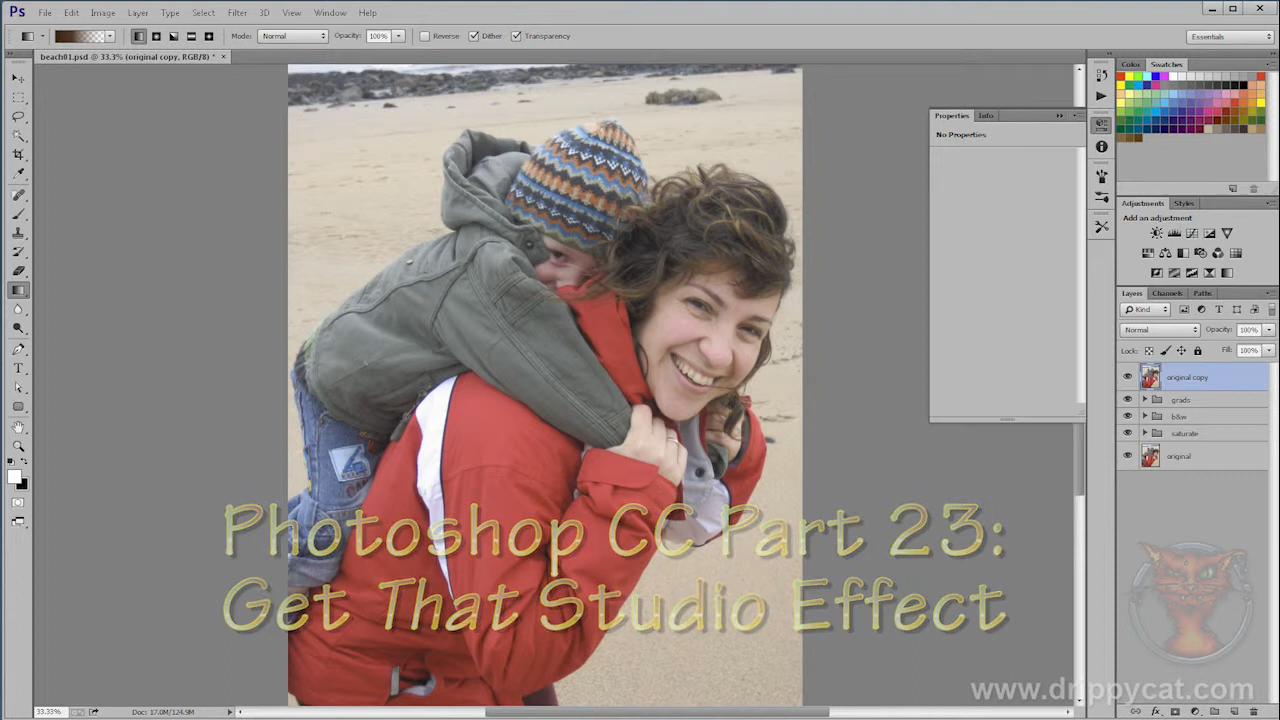 Ps File Edit Image Layer Type Select Filter 3D View Window Help
Mode: Normal Opacity: 100% Reverse Dither Transparency Essentials
beach01.psd @ 33.3% (original copy, RGB/8) * ×
Color Swatches
Properties Info
No Properties
Adjustments Styles
Add an adjustment
Layers Channels Paths
Kind
Normal Opacity: 100%
Lock: Fill: 100%
original copy
grads
b&w
saturate
original
Photoshop CC Part 23:
Get That Studio Effect
www.drippycat.com
33.33% Doc: 17.0M/124.9M